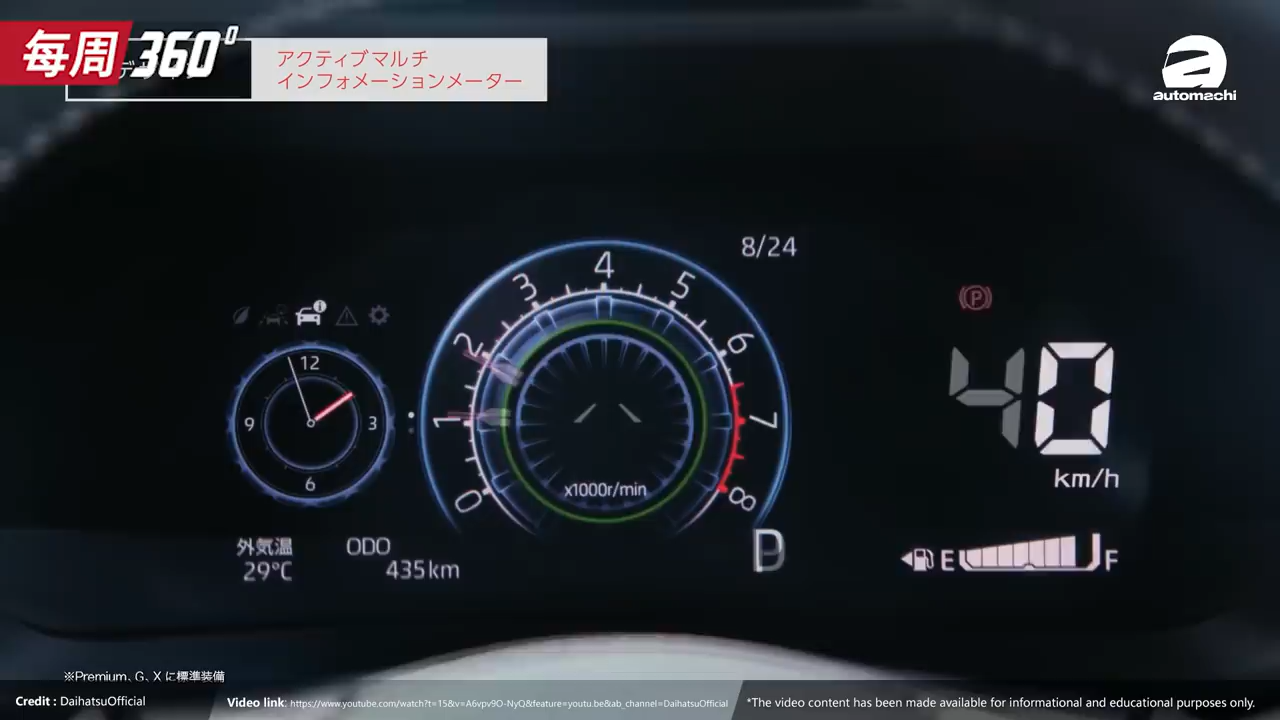 每周360°
アクティブマルチ
インフォメーションメーター
automachi
8/24
12
3
6
9
0
1
2
3
4
5
6
7
8
x1000r/min
P
40
km/h
外気温
29℃
ODO
435km
D
E
F
※Premium、G、X に標準装備
Credit : DaihatsuOfficial
Video link: https://www.youtube.com/watch?t=15&v=A6vpv9O-NyQ&feature=youtu.be&ab_channel=DaihatsuOfficial
*The video content has been made available for informational and educational purposes only.